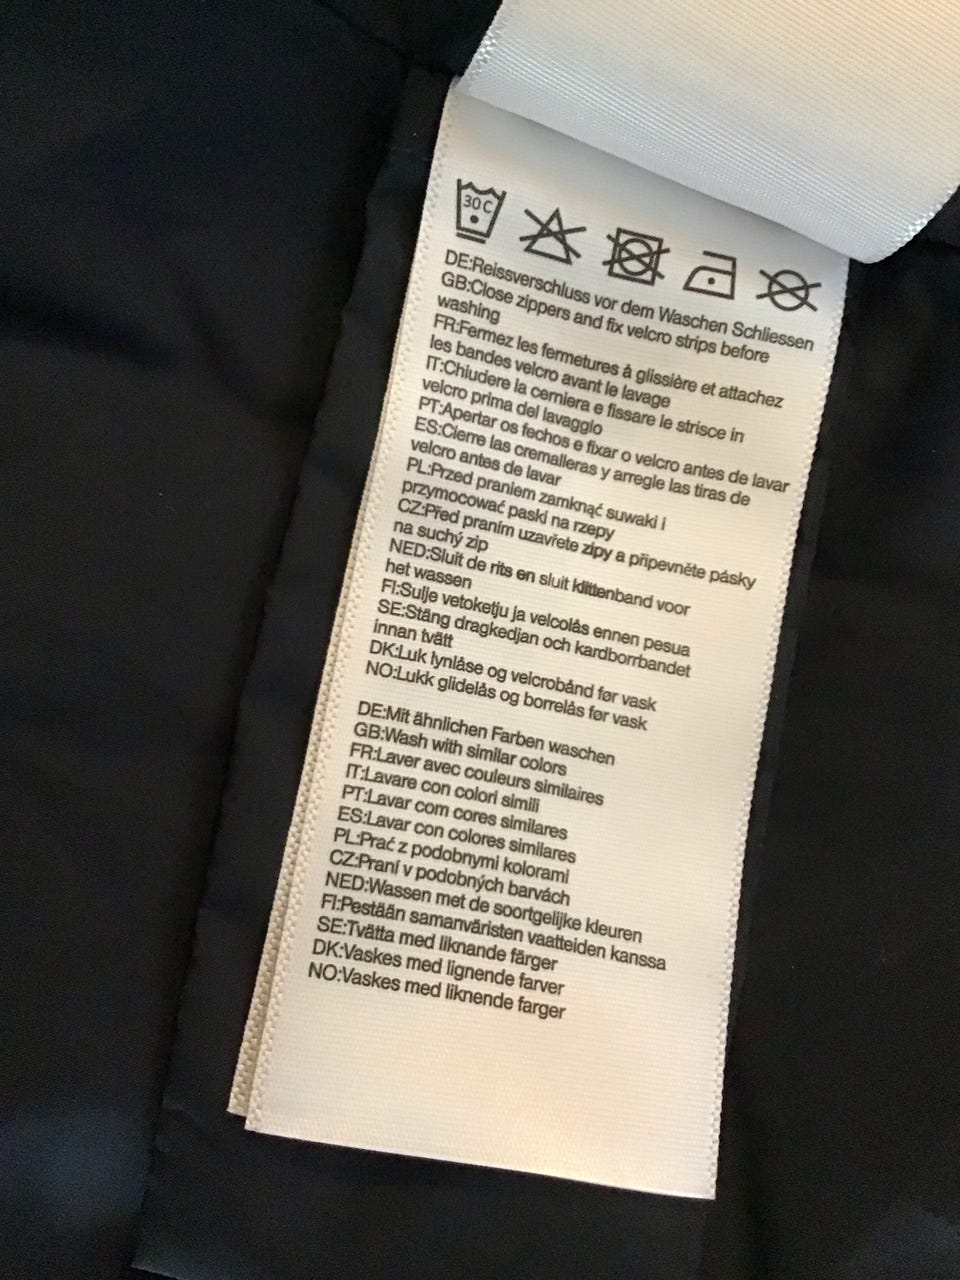 30C
DE:Reissverschluss vor dem Waschen Schliessen
GB:Close zippers and fix velcro strips before
washing
FR:Fermez les fermetures à glissière et attachez
les bandes velcro avant le lavage
IT:Chiudere la cerniera e fissare le strisce in
velcro prima del lavaggio
PT:Apertar os fechos e fixar o velcro antes de lavar
ES:Cierre las cremalleras y arregle las tiras de
velcro antes de lavar
PL:Przed praniem zamknąć suwaki i
przymocować paski na rzepy
CZ:Před praním uzavřete zipy a připevněte pásky
na suchý zip
NED:Sluit de rits en sluit klittenband voor
het wassen
FI:Sulje vetoketju ja velcolås ennen pesua
SE:Stäng dragkedjan och kardborrbandet
innan tvätt
DK:Luk lynlåse og velcrobånd før vask
NO:Lukk glidelås og borrelås før vask
DE:Mit ähnlichen Farben waschen
GB:Wash with similar colors
FR:Laver avec couleurs similaires
IT:Lavare con colori simili
PT:Lavar com cores similares
ES:Lavar con colores similares
PL:Prać z podobnymi kolorami
CZ:Praní v podobných barvách
NED:Wassen met de soortgelijke kleuren
FI:Pestään samanväristen vaatteiden kanssa
SE:Tvätta med liknande färger
DK:Vaskes med lignende farver
NO:Vaskes med liknende farger